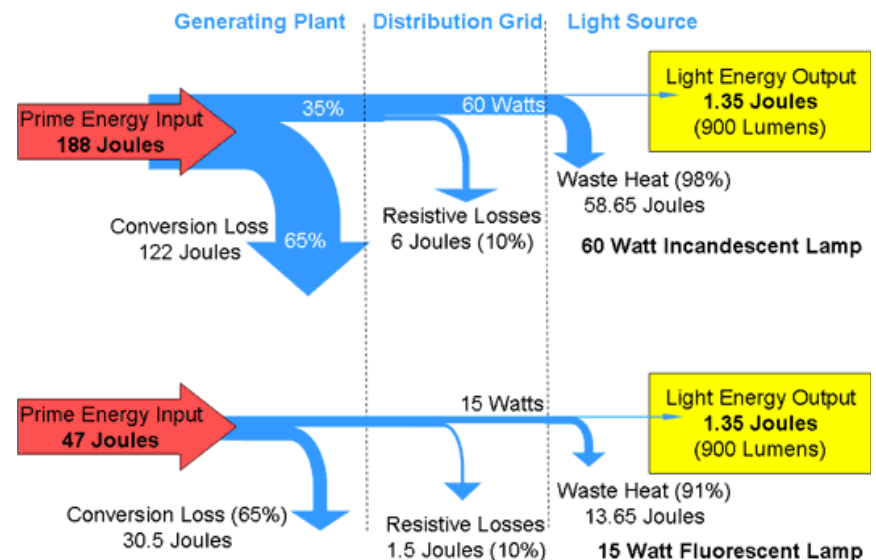 Generating Plant
Distribution Grid
Light Source
Prime Energy Input
188 Joules
35%
60 Watts
Light Energy Output
1.35 Joules
(900 Lumens)
Conversion Loss
122 Joules
65%
Resistive Losses
6 Joules (10%)
Waste Heat (98%)
58.65 Joules
60 Watt Incandescent Lamp
Prime Energy Input
47 Joules
15 Watts
Light Energy Output
1.35 Joules
(900 Lumens)
Conversion Loss (65%)
30.5 Joules
Resistive Losses
1.5 Joules (10%)
Waste Heat (91%)
13.65 Joules
15 Watt Fluorescent Lamp